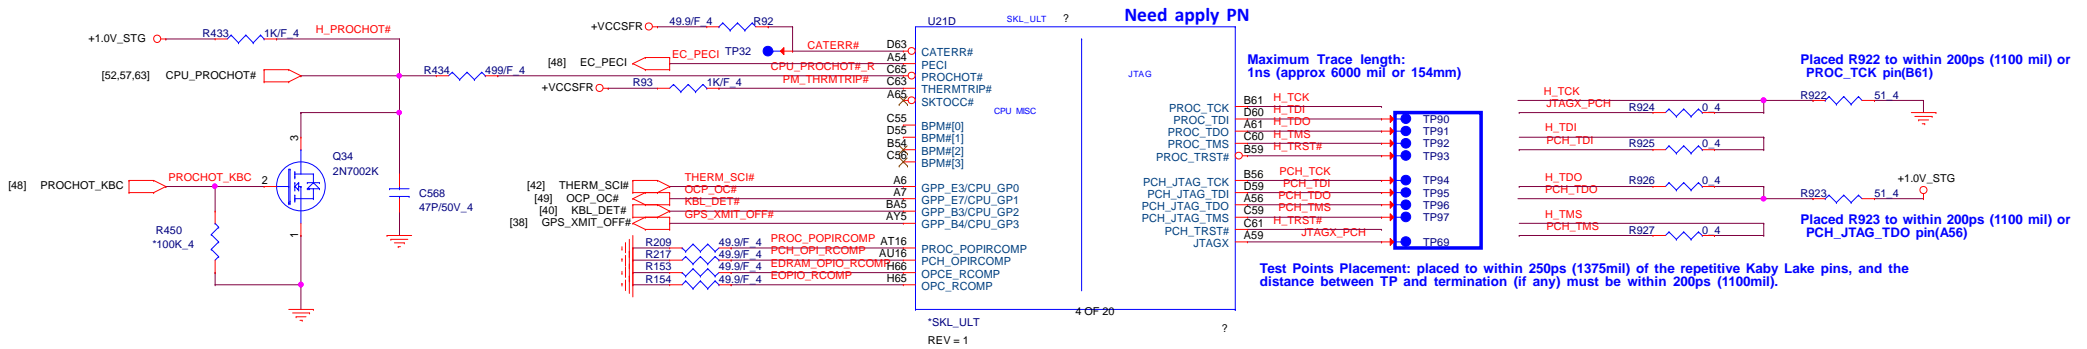 Need apply PN
+1.0V_STG
R433
1K/F_4
H_PROCHOT#
[52,57,63] CPU_PROCHOT#
R434
499/F_4
[48] PROCHOT_KBC
PROCHOT_KBC
2
3
1
Q34
2N7002K
R450
*100K_4
C568
47P/50V_4
+VCCSFR
49.9/F_4
R92
TP32
CATERR#
[48] EC_PECI
EC_PECI
CPU_PROCHOT#_R
+VCCSFR
R93
1K/F_4
PM_THRMTRIP#
[42] THERM_SCI#
THERM_SCI#
[49] OCP_OC#
OCP_OC#
[40] KBL_DET#
KBL_DET#
[38] GPS_XMIT_OFF#
GPS_XMIT_OFF#
R209 49.9/F_4 PROC_POPIRCOMP
R217 49.9/F_4 PCH_OPI_RCOMP
R153 49.9/F_4 EDRAM_OPIO_RCOMP
R154 49.9/F_4 EOPIO_RCOMP
U21D
SKL_ULT
?
D63 CATERR#
A54 PECI
C65 PROCHOT#
C63 THERMTRIP#
A65 SKTOCC#
CPU MISC
C55 BPM#[0]
D55 BPM#[1]
B54 BPM#[2]
C56 BPM#[3]
A6 GPP_E3/CPU_GP0
A7 GPP_E7/CPU_GP1
BA5 GPP_B3/CPU_GP2
AY5 GPP_B4/CPU_GP3
AT16 PROC_POPIRCOMP
AU16 PCH_OPIRCOMP
H66 OPCE_RCOMP
H65 OPC_RCOMP
JTAG
PROC_TCK B61 H_TCK
PROC_TDI D60 H_TDI
PROC_TDO A61 H_TDO
PROC_TMS C60 H_TMS
PROC_TRST# B59 H_TRST#
PCH_JTAG_TCK B56 PCH_TCK
PCH_JTAG_TDI D59 PCH_TDI
PCH_JTAG_TDO A56 PCH_TDO
PCH_JTAG_TMS C59 PCH_TMS
PCH_TRST# C61 H_TRST#
JTAGX A59 JTAGX_PCH
4 OF 20
*SKL_ULT
REV = 1
?
Maximum Trace length:
1ns (approx 6000 mil or 154mm)
TP90
TP91
TP92
TP93
TP94
TP95
TP96
TP97
TP69
Test Points Placement: placed to within 250ps (1375mil) of the repetitive Kaby Lake pins, and the
distance between TP and termination (if any) must be within 200ps (1100mil).
Placed R922 to within 200ps (1100 mil) or
PROC_TCK pin(B61)
H_TCK
JTAGX_PCH
R924
0_4
R922
51_4
H_TDI
PCH_TDI
R925
0_4
H_TDO
PCH_TDO
R926
0_4
R923
51_4
+1.0V_STG
H_TMS
PCH_TMS
R927
0_4
Placed R923 to within 200ps (1100 mil) or
PCH_JTAG_TDO pin(A56)